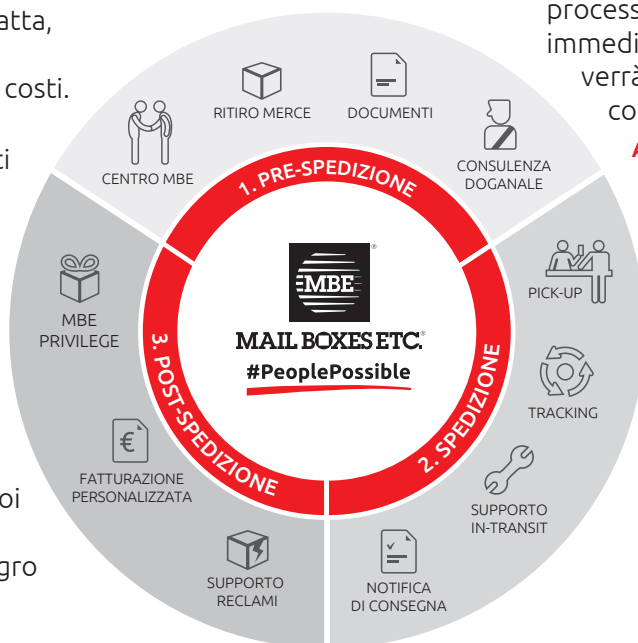 atta,
costi.
ti
oi
gro
process
immedi
verrà
co
A
RITIRO MERCE
DOCUMENTI
CENTRO MBE
CONSULENZA
DOGANALE
1. PRE-SPEDIZIONE
PICK-UP
TRACKING
SUPPORTO
IN-TRANSIT
NOTIFICA
DI CONSEGNA
2. SPEDIZIONE
SUPPORTO
RECLAMI
FATTURAZIONE
PERSONALIZZATA
MBE
PRIVILEGE
3. POST-SPEDIZIONE
MBE
®
MAIL BOXES ETC.®
#PeoplePossible